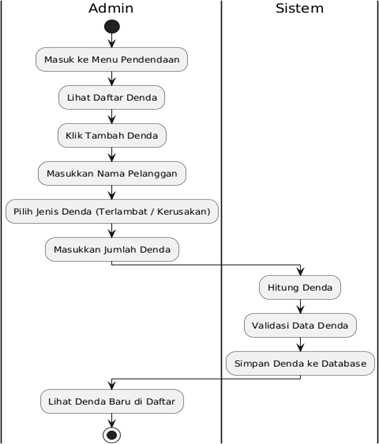 Admin
Sistem
Masuk ke Menu Pendendaan
Lihat Daftar Denda
Klik Tambah Denda
Masukkan Nama Pelanggan
Pilih Jenis Denda (Terlambat / Kerusakan)
Masukkan Jumlah Denda
Hitung Denda
Validasi Data Denda
Simpan Denda ke Database
Lihat Denda Baru di Daftar